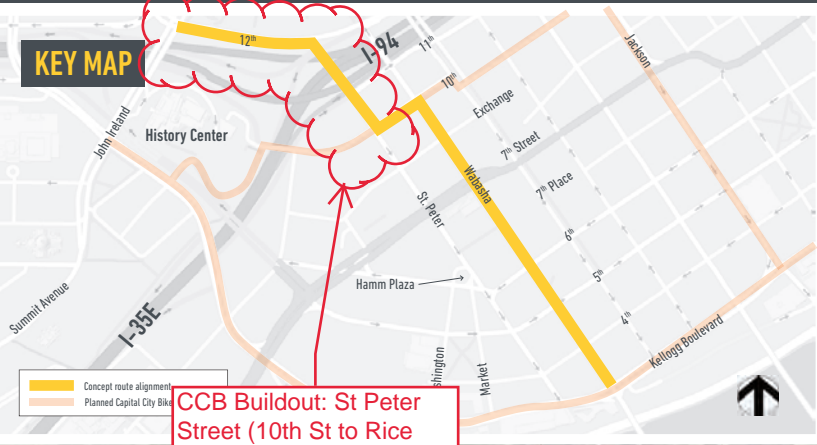 KEY MAP
12th
I-94
11th
10th
Jackson
John Ireland
History Center
Exchange
7th Street
7th Place
Wabasha
St. Peter
6th
5th
4th
Hamm Plaza
Summit Avenue
I-35E
Kellogg Boulevard
Market
Concept route alignment
Planned Capital City
CCB Buildout: St Peter
Street (10th St to Rice